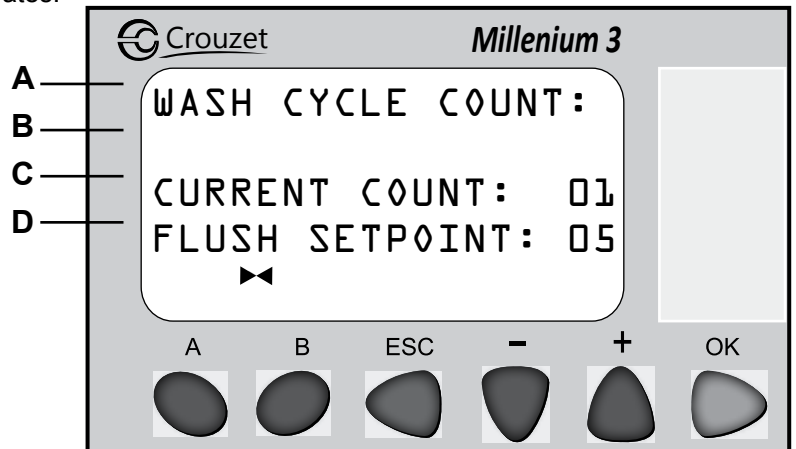 Crouzet Millenium 3
A
WASH CYCLE COUNT:
B
C
CURRENT COUNT: 01
D
FLUSH SETPOINT: 05
A B ESC - + OK